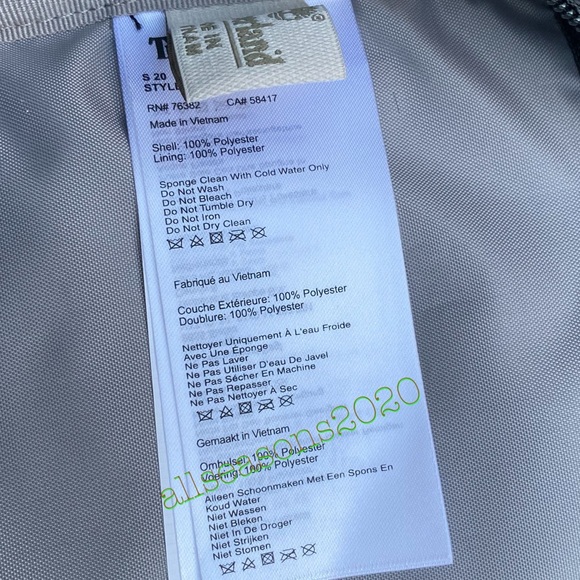 S 20
RN# 76382 CA# 58417
Made in Vietnam
Shell: 100% Polyester
Lining: 100% Polyester
Sponge Clean With Cold Water Only
Do Not Wash
Do Not Bleach
Do Not Tumble Dry
Do Not Iron
Do Not Dry Clean
Fabriqué au Vietnam
Couche Extérieure: 100% Polyester
Doublure: 100% Polyester
Nettoyer Uniquement À L'eau Froide
Avec Une Éponge
Ne Pas Laver
Ne Pas Utiliser D'eau De Javel
Ne Pas Sécher En Machine
Ne Pas Repasser
Ne Pas Nettoyer À Sec
allseasons2020
Gemaakt in Vietnam
Omhulsel: 100% Polyester
Voering: 100% Polyester
Alleen Schoonmaken Met Een Spons En
Koud Water
Niet Wassen
Niet Bleken
Niet In De Droger
Niet Strijken
Niet Stomen